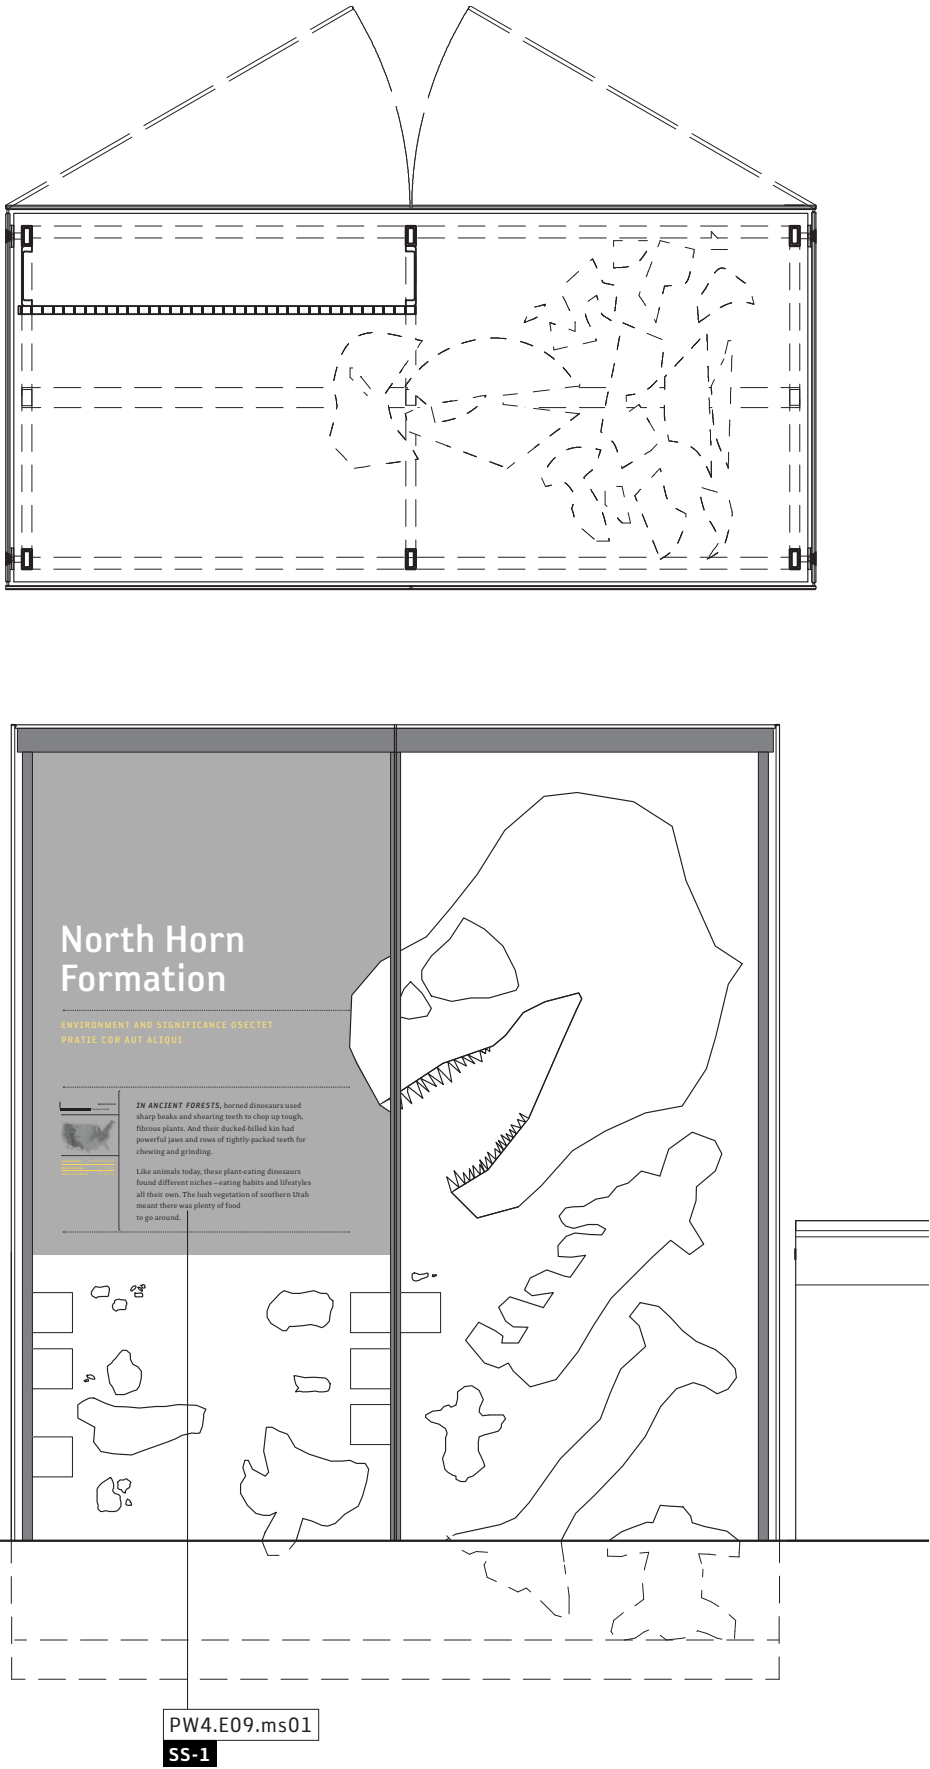 North Horn
Formation
ENVIRONMENT AND SIGNIFICANCE OSECTET
PRATIE COR AUT ALIQUI
IN ANCIENT FORESTS, horned dinosaurs used
sharp beaks and shearing teeth to chop up tough,
fibrous plants. And their ducked-billed kin had
powerful jaws and rows of tightly-packed teeth for
chewing and grinding.
Like animals today, these plant-eating dinosaurs
found different niches—eating habits and lifestyles
all their own. The lush vegetation of southern Utah
meant there was plenty of food
to go around.
PW4.E09.ms01
SS-1